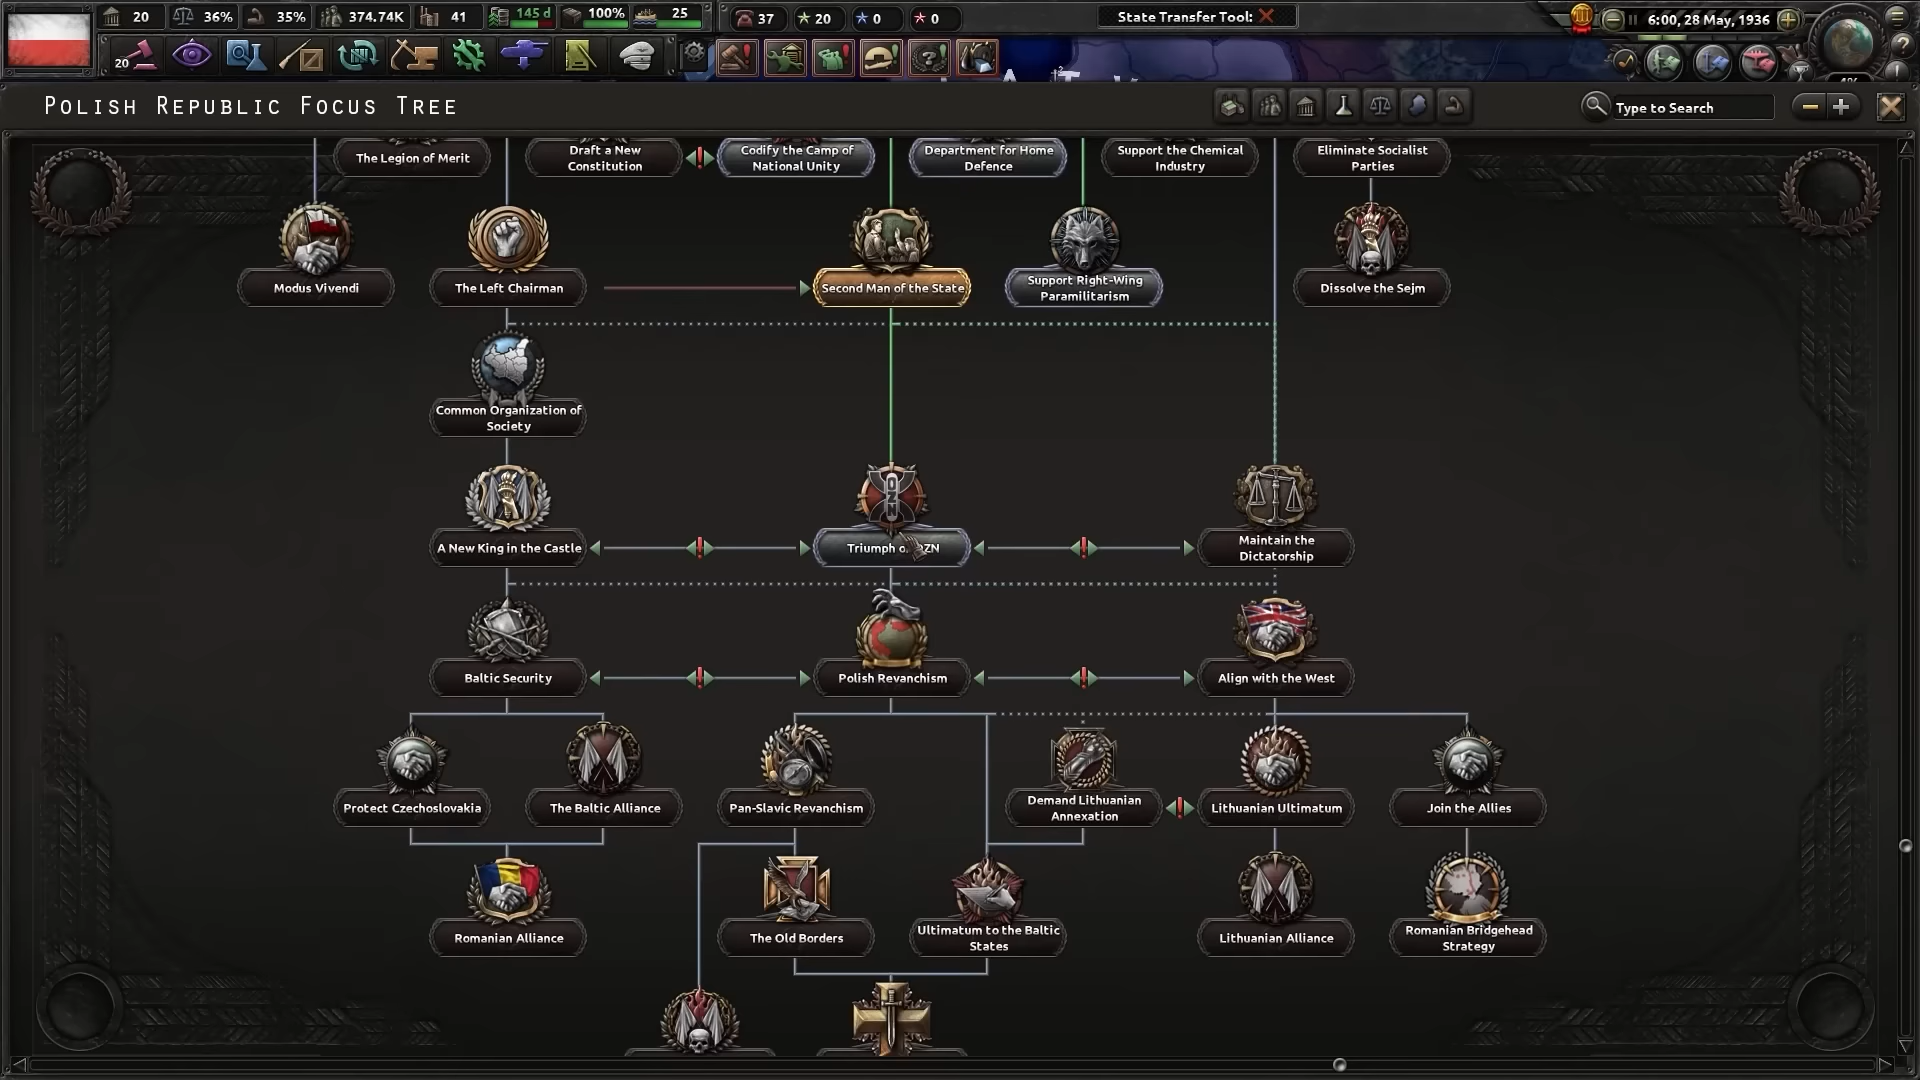 20
36%
35%
374.74K
41
145 d
100%
25
37
20
0
0
State Transfer Tool:
6:00, 28 May, 1936
20
Polish Republic Focus Tree
Type to Search
The Legion of Merit
Draft a New
Constitution
Codify the Camp of
National Unity
Department for Home
Defence
Support the Chemical
Industry
Eliminate Socialist
Parties
Modus Vivendi
The Left Chairman
Second Man of the State
Support Right-Wing
Paramilitarism
Dissolve the Sejm
Common Organization of
Society
OZN
A New King in the Castle
Maintain the
Dictatorship
Baltic Security
Polish Revanchism
Align with the West
Protect Czechoslovakia
The Baltic Alliance
Pan-Slavic Revanchism
Demand Lithuanian
Annexation
Lithuanian Ultimatum
Join the Allies
Romanian Alliance
The Old Borders
Ultimatum to the Baltic
States
Lithuanian Alliance
Romanian Bridgehead
Strategy